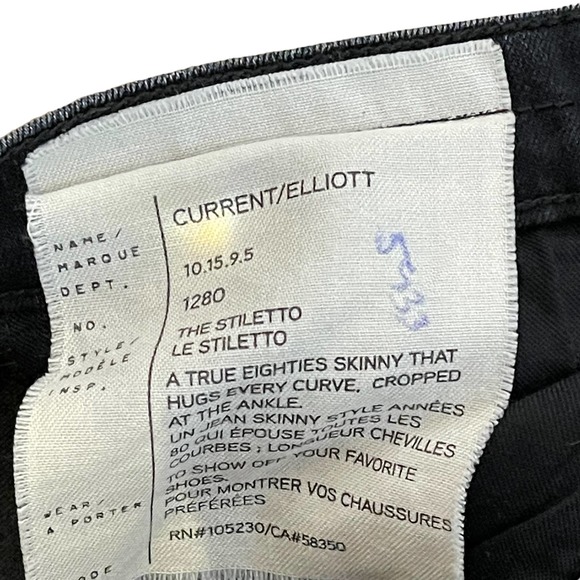 NAME/
MARQUE
CURRENT/ELLIOTT
DEPT.
10.15.9.5
NO.
1280
STYLE/
MODÈLE
THE STILETTO
LE STILETTO
INSP.
A TRUE EIGHTIES SKINNY THAT
HUGS EVERY CURVE. CROPPED
AT THE ANKLE.
UN JEAN SKINNY STYLE ANNÉES
80 QUI ÉPOUSE TOUTES LES
COURBES ; LONGUEUR CHEVILLES
WEAR/
À PORTER
TO SHOW OFF YOUR FAVORITE
SHOES.
POUR MONTRER VOS CHAUSSURES
PRÉFÉRÉES
RN#105230/CA#58350